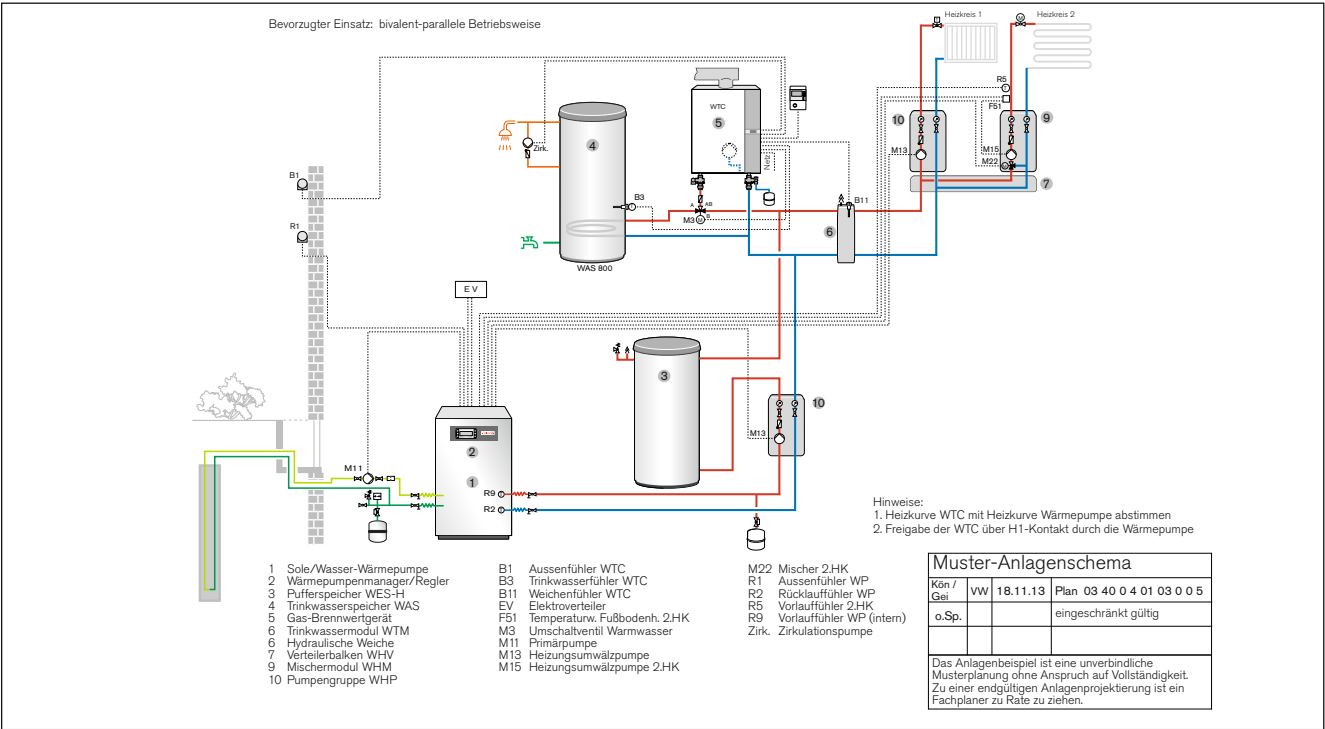 Bevorzugter Einsatz: bivalent-parallele Betriebsweise
Heizkreis 1
Heizkreis 2
T
M
R5
T
F51
WTC
5
10
9
4
Zirk.
M13
M15
M22
M
Netz
7
B1
B3
T
A
AB
B
M3
M
B11
R1
6
WAS 800
E V
3
10
M13
2
M11
1
R9
T
R2
T
Hinweise:
1. Heizkurve WTC mit Heizkurve Wärmepumpe abstimmen
2. Freigabe der WTC über H1-Kontakt durch die Wärmepumpe
1 Sole/Wasser-Wärmepumpe
2 Wärmepumpenmanager/Regler
3 Pufferspeicher WES-H
4 Trinkwasserspeicher WAS
5 Gas-Brennwertgerät
6 Trinkwassermodul WTM
6 Hydraulische Weiche
7 Verteilerbalken WHV
9 Mischermodul WHM
10 Pumpengruppe WHP
B1 Aussenfühler WTC
B3 Trinkwasserfühler WTC
B11 Weichenfühler WTC
EV Elektroverteiler
F51 Temperaturw. Fußbodenh. 2.HK
M3 Umschaltventil Warmwasser
M11 Primärpumpe
M13 Heizungsumwälzpumpe
M15 Heizungsumwälzpumpe 2.HK
M22 Mischer 2.HK
R1 Aussenfühler WP
R2 Rücklauffühler WP
R5 Vorlauffühler 2.HK
R9 Vorlauffühler WP (intern)
Zirk. Zirkulationspumpe
Muster-Anlagenschema
Kön / Gei VW 18.11.13 Plan 03 40 0 4 01 03 0 0 5
o.Sp. eingeschränkt gültig
Das Anlagenbeispiel ist eine unverbindliche
Musterplanung ohne Anspruch auf Vollständigkeit.
Zu einer endgültigen Anlagenprojektierung ist ein
Fachplaner zu Rate zu ziehen.